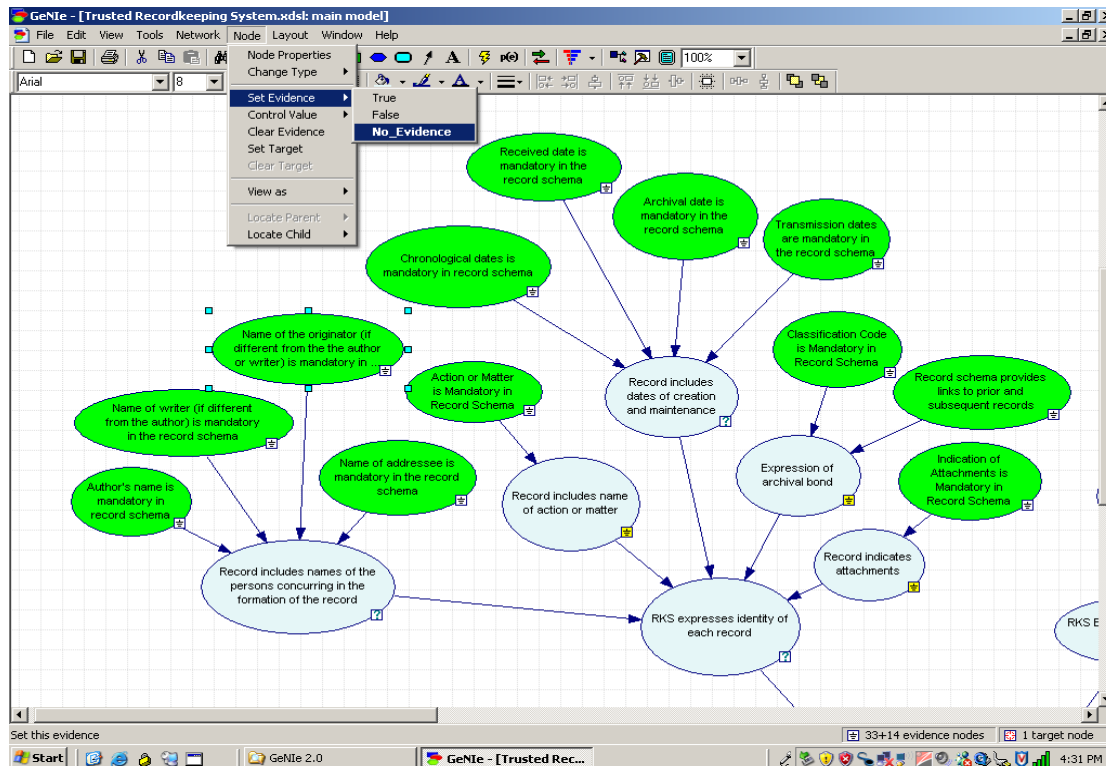 GeNIe - [Trusted Recordkeeping System.xdsl: main model]
File Edit View Tools Network Node Layout Window Help
100%
Arial 8
Node Properties
Change Type
Set Evidence
Control Value
Clear Evidence
Set Target
Clear Target
View as
Locate Parent
Locate Child
True
False
No_Evidence
Received date is
mandatory in the
record schema
Archival date is
mandatory in the
record schema
Transmission dates
are mandatory in
the record schema
Chronological dates is
mandatory in record schema
Name of the originator (if
different from the the author
or writer) is mandatory in ...
Classification Code
is Mandatory in
Record Schema
Record schema provides
links to prior and
subsequent records
Action or Matter
is Mandatory in
Record Schema
Record includes
dates of creation
and maintenance
?
Name of writer (if different
from the author) is mandatory
in the record schema
Name of addressee is
mandatory in the record
schema
Indication of
Attachments is
Mandatory in
Record Schema
Author's name is
mandatory in
record schema
Record includes name
of action or matter
Expression of
archival bond
Record indicates
attachments
Record includes names of the
persons concurring in the
formation of the record
?
RKS expresses identity of
each record
?
RKS E
Set this evidence
33+14 evidence nodes
1 target node
Start
GeNIe 2.0
GeNIe - [Trusted Rec...
4:31 PM